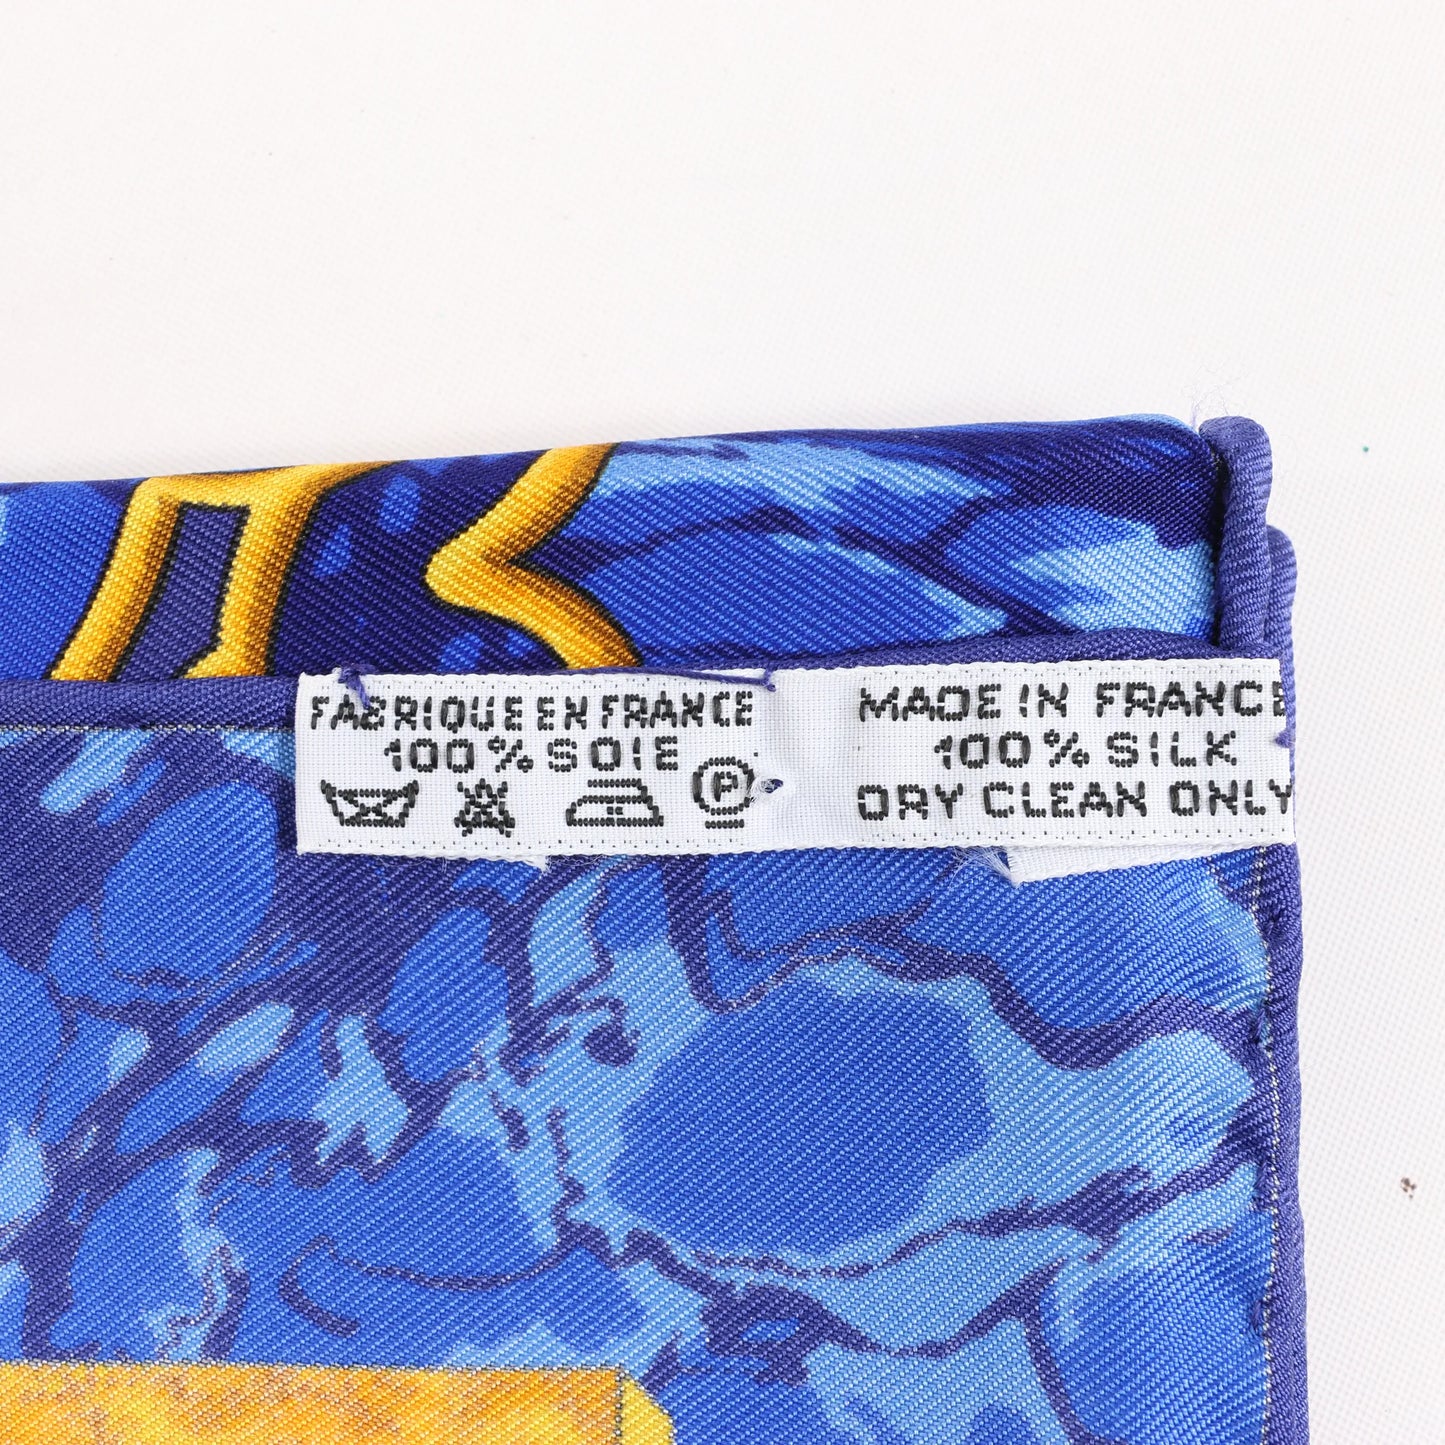 FABRIQUE EN FRANCE
100% SOIE
P
MADE IN FRANCE
100% SILK
DRY CLEAN ONLY